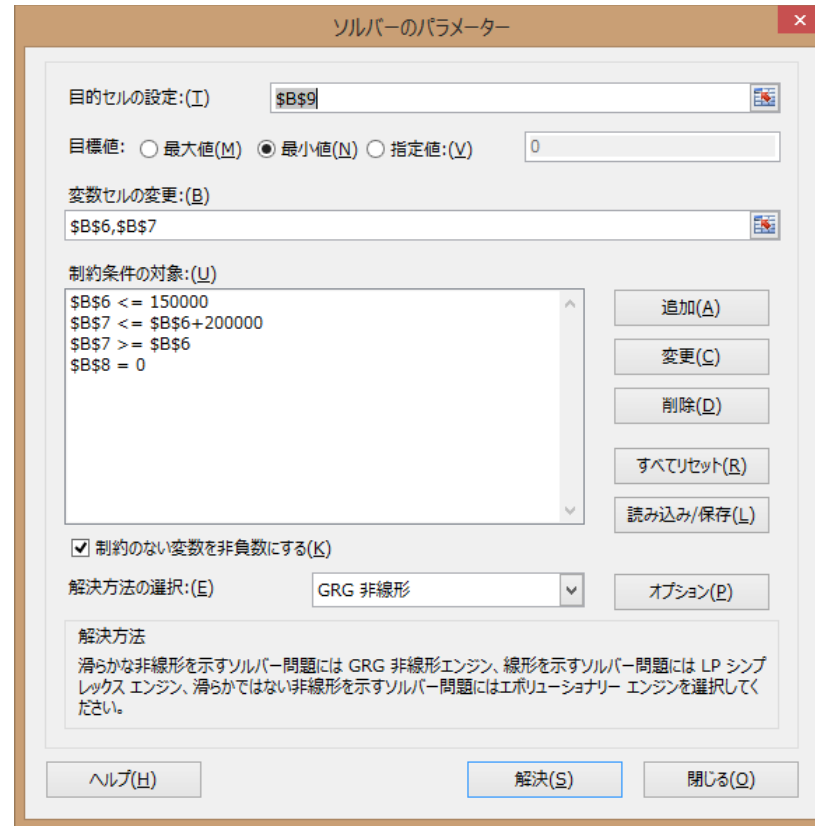 ソルバーのパラメーター
目的セルの設定:(T) $B$9
目標値: 最大値(M) 最小値(N) 指定値:(V) 0
変数セルの変更:(B)
$B$6,$B$7
制約条件の対象:(U)
$B$6 <= 150000
$B$7 <= $B$6+200000
$B$7 >= $B$6
$B$8 = 0
追加(A)
変更(C)
削除(D)
すべてリセット(R)
読み込み/保存(L)
制約のない変数を非負数にする(K)
解決方法の選択:(E) GRG 非線形 オプション(P)
解決方法
滑らかな非線形を示すソルバー問題には GRG 非線形エンジン、線形を示すソルバー問題には LP シンプ
レックス エンジン、滑らかではない非線形を示すソルバー問題にはエボリューショナリー エンジンを選択してく
ださい。
ヘルプ(H) 解決(S) 閉じる(O)